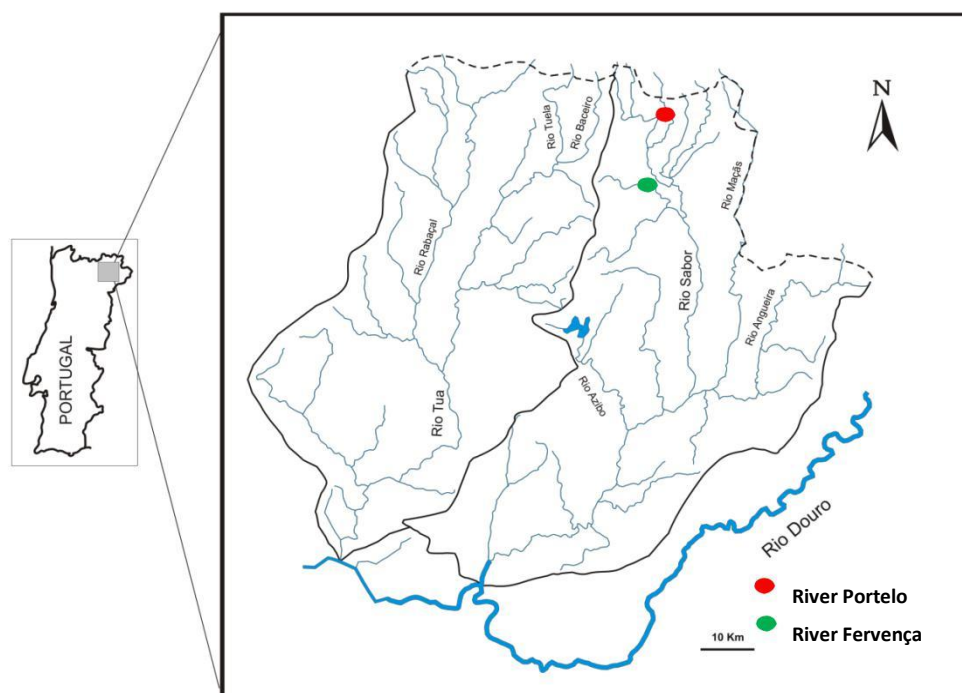 N
Rio Tuela
Rio Baceiro
Rio Maçãs
Rio Rabaçal
Rio Sabor
Rio Angueira
PORTUGAL
Rio Tua
Rio Azibo
Rio Douro
River Portelo
River Fervença
10 Km